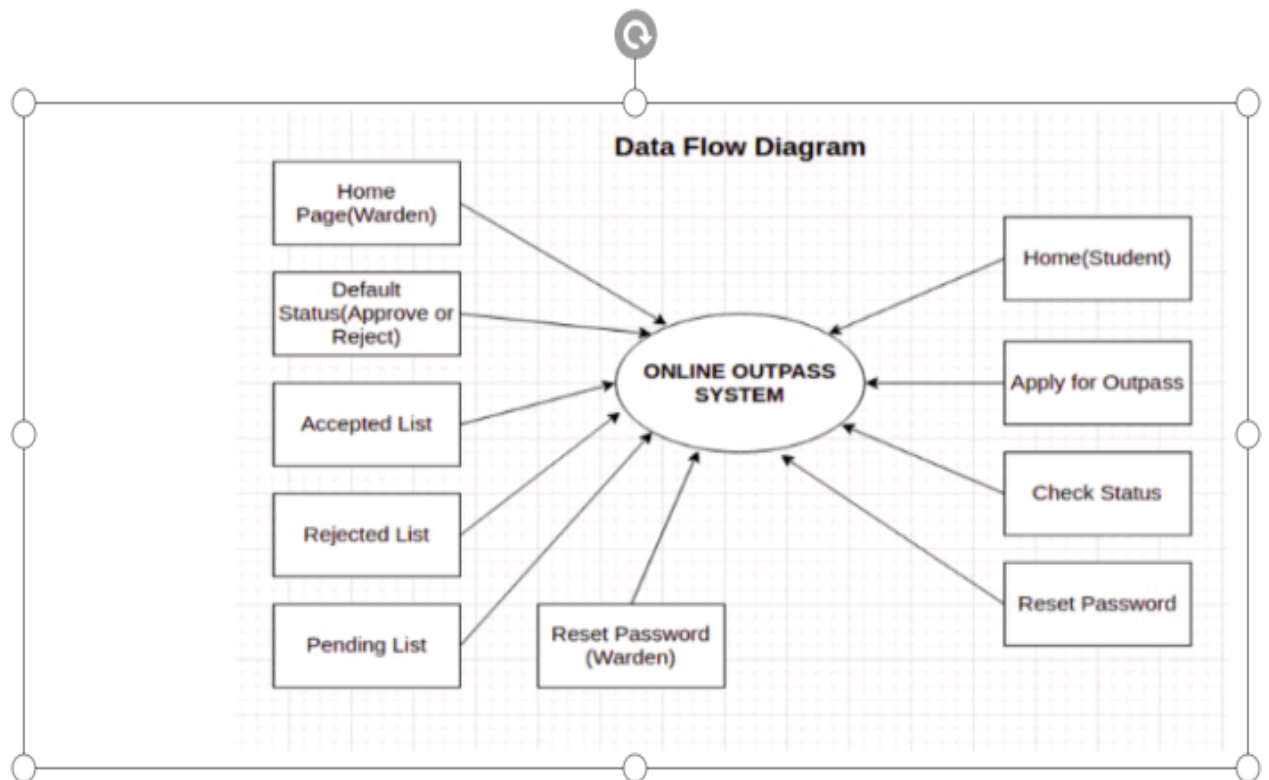 Data Flow Diagram
Home
Page(Warden)
Default
Status(Approve or
Reject)
Accepted List
Rejected List
Pending List
Reset Password
(Warden)
ONLINE OUTPASS
SYSTEM
Home(Student)
Apply for Outpass
Check Status
Reset Password